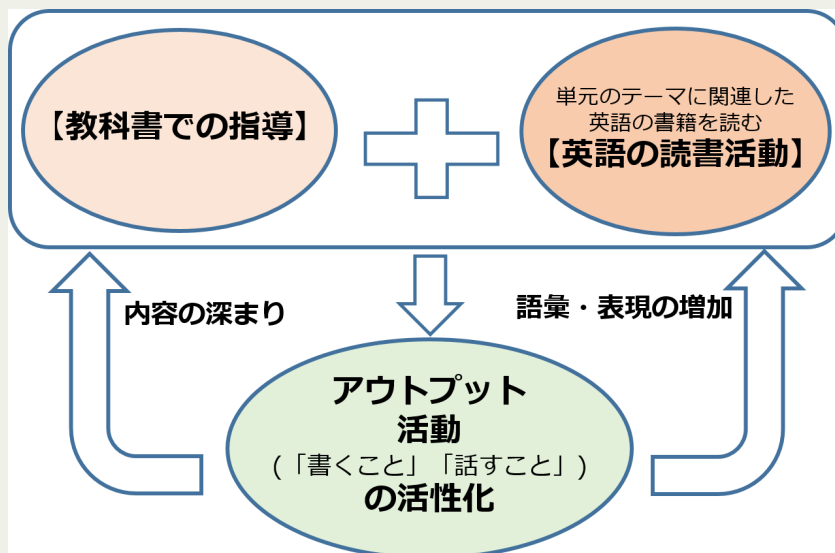 【教科書での指導】
単元のテーマに関連した
英語の書籍を読む
【英語の読書活動】
内容の深まり
語彙・表現の増加
アウトプット
活動
(「書くこと」「話すこと」)
の活性化